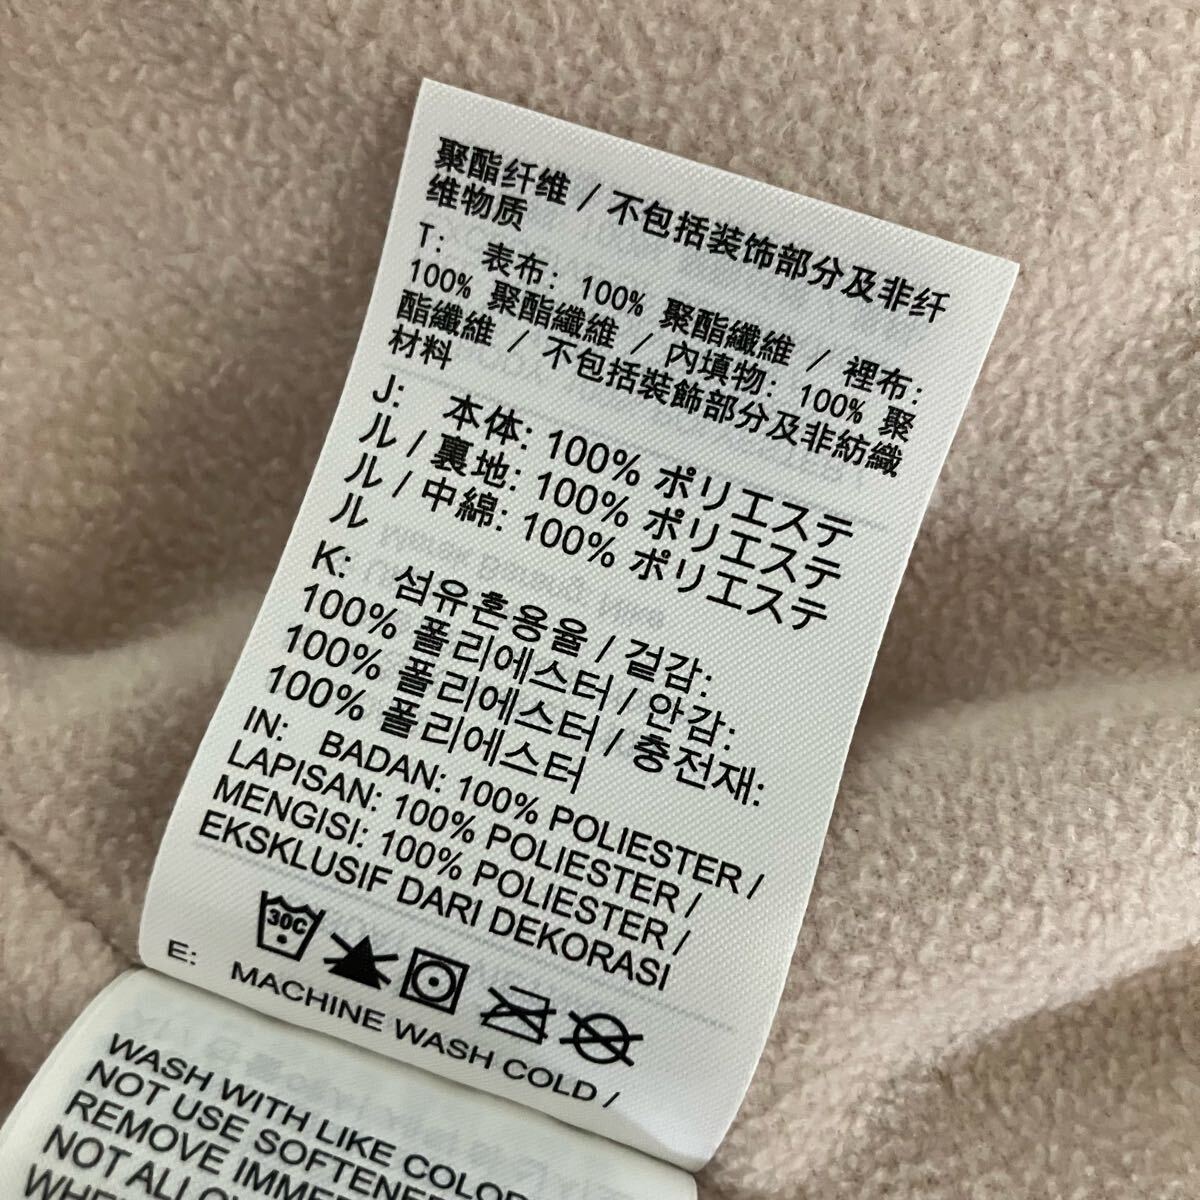 聚酯纤维 / 不包括装饰部分及非纤
维物质
T: 表布: 100% 聚酯纖維 / 裡布:
100% 聚酯纖維 / 內填物: 100% 聚
酯纖維 / 不包括裝飾部分及非紡織
材料
J: 本体: 100% ポリエステ
ル / 裏地: 100% ポリエステ
ル / 中綿: 100% ポリエステ
ル
K: 섬유혼용율 / 겉감:
100% 폴리에스터 / 안감:
100% 폴리에스터 / 충전재:
100% 폴리에스터
IN: BADAN: 100% POLIESTER /
LAPISAN: 100% POLIESTER /
MENGISI: 100% POLIESTER /
EKSKLUSIF DARI DEKORASI
30C
E: MACHINE WASH COLD /
WASH WITH LIKE COLOR
NOT USE SOFTENER
REMOVE IMME
NOT ALLO
WHE